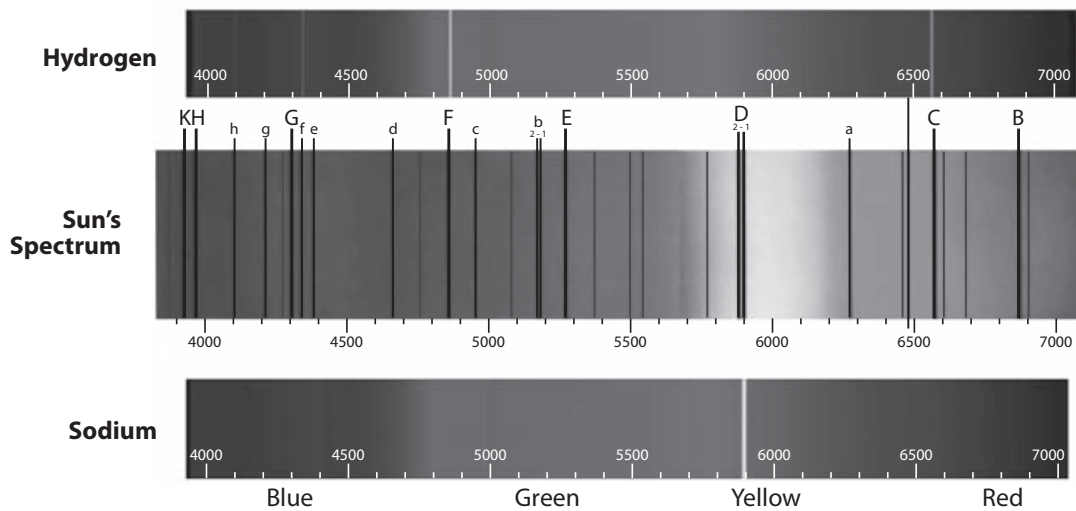 Hydrogen
4000 4500 5000 5500 6000 6500 7000
KH h g G f e d F c b 2-1 E D 2-1 a C B
Sun's
Spectrum
4000 4500 5000 5500 6000 6500 7000
Sodium
4000 4500 5000 5500 6000 6500 7000
Blue Green Yellow Red